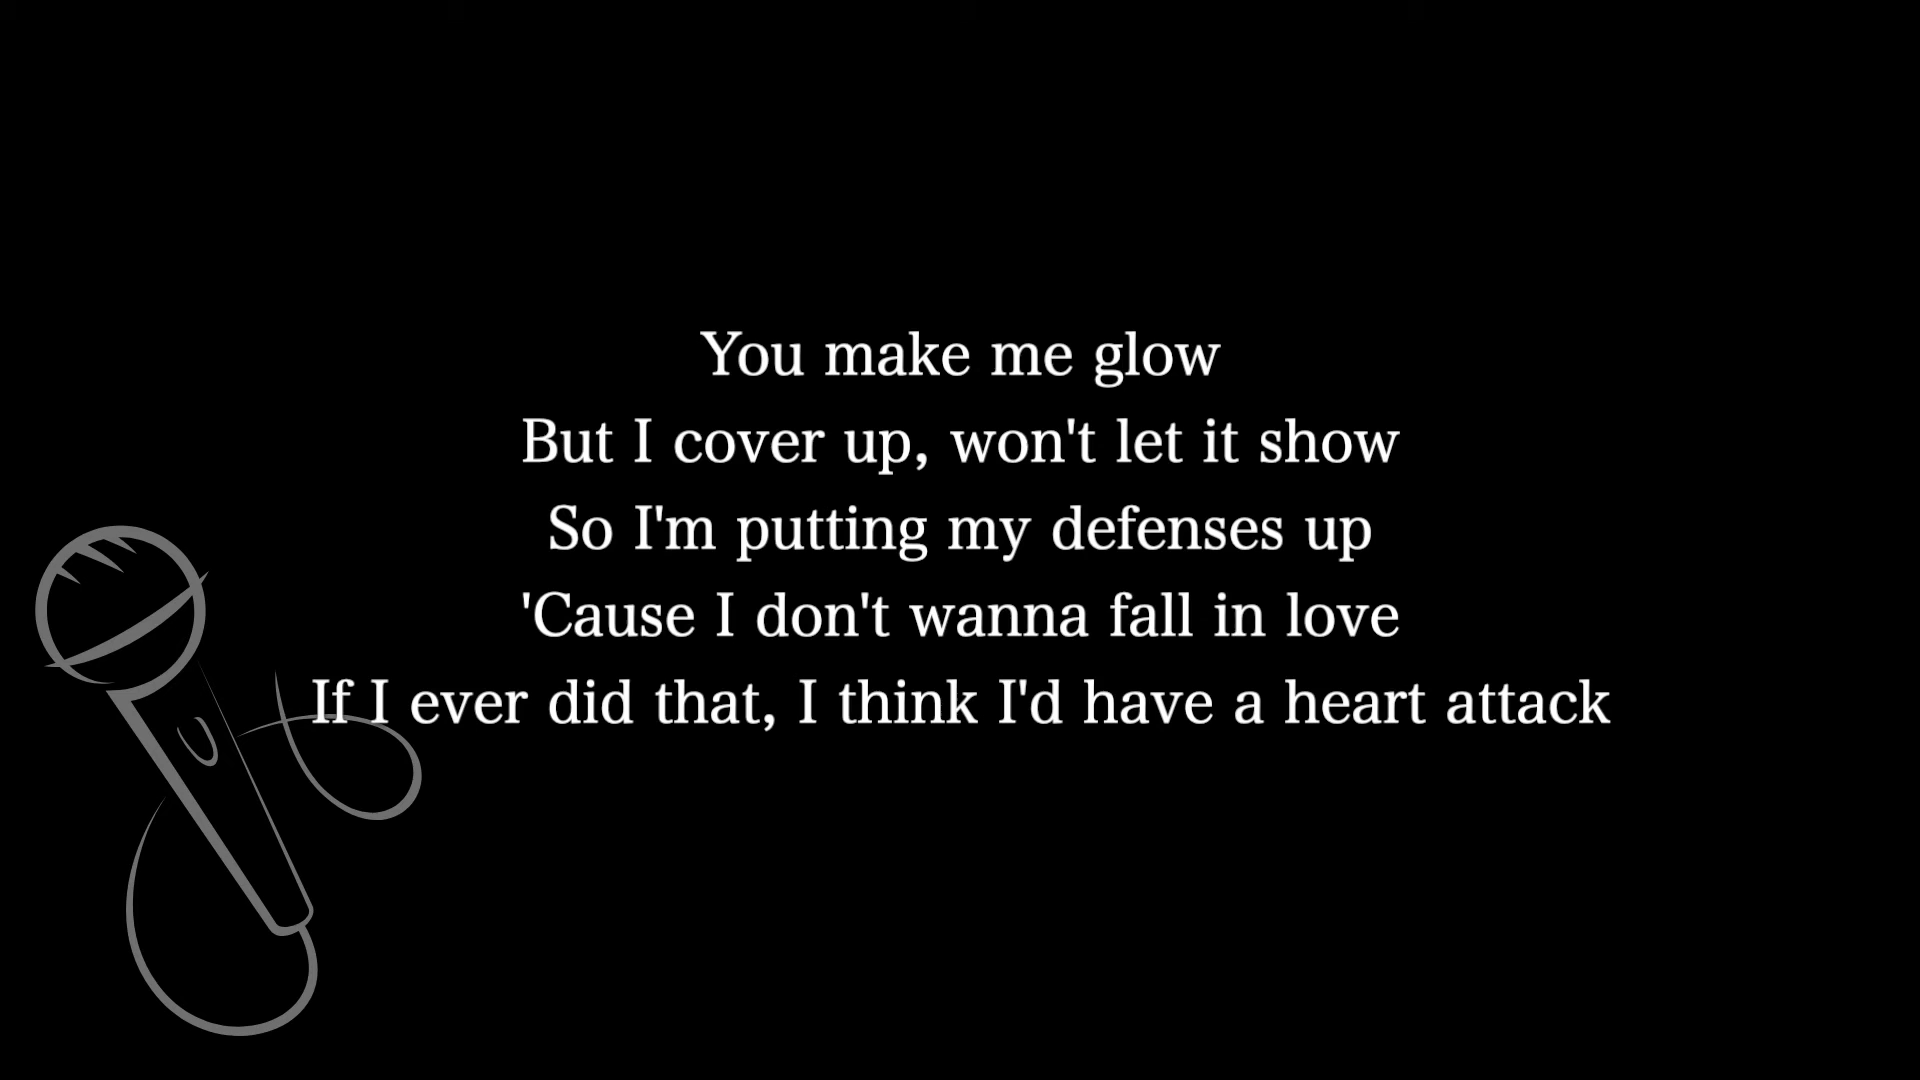 You make me glow
But I cover up, won't let it show
So I'm putting my defenses up
'Cause I don't wanna fall in love
If I ever did that, I think I'd have a heart attack